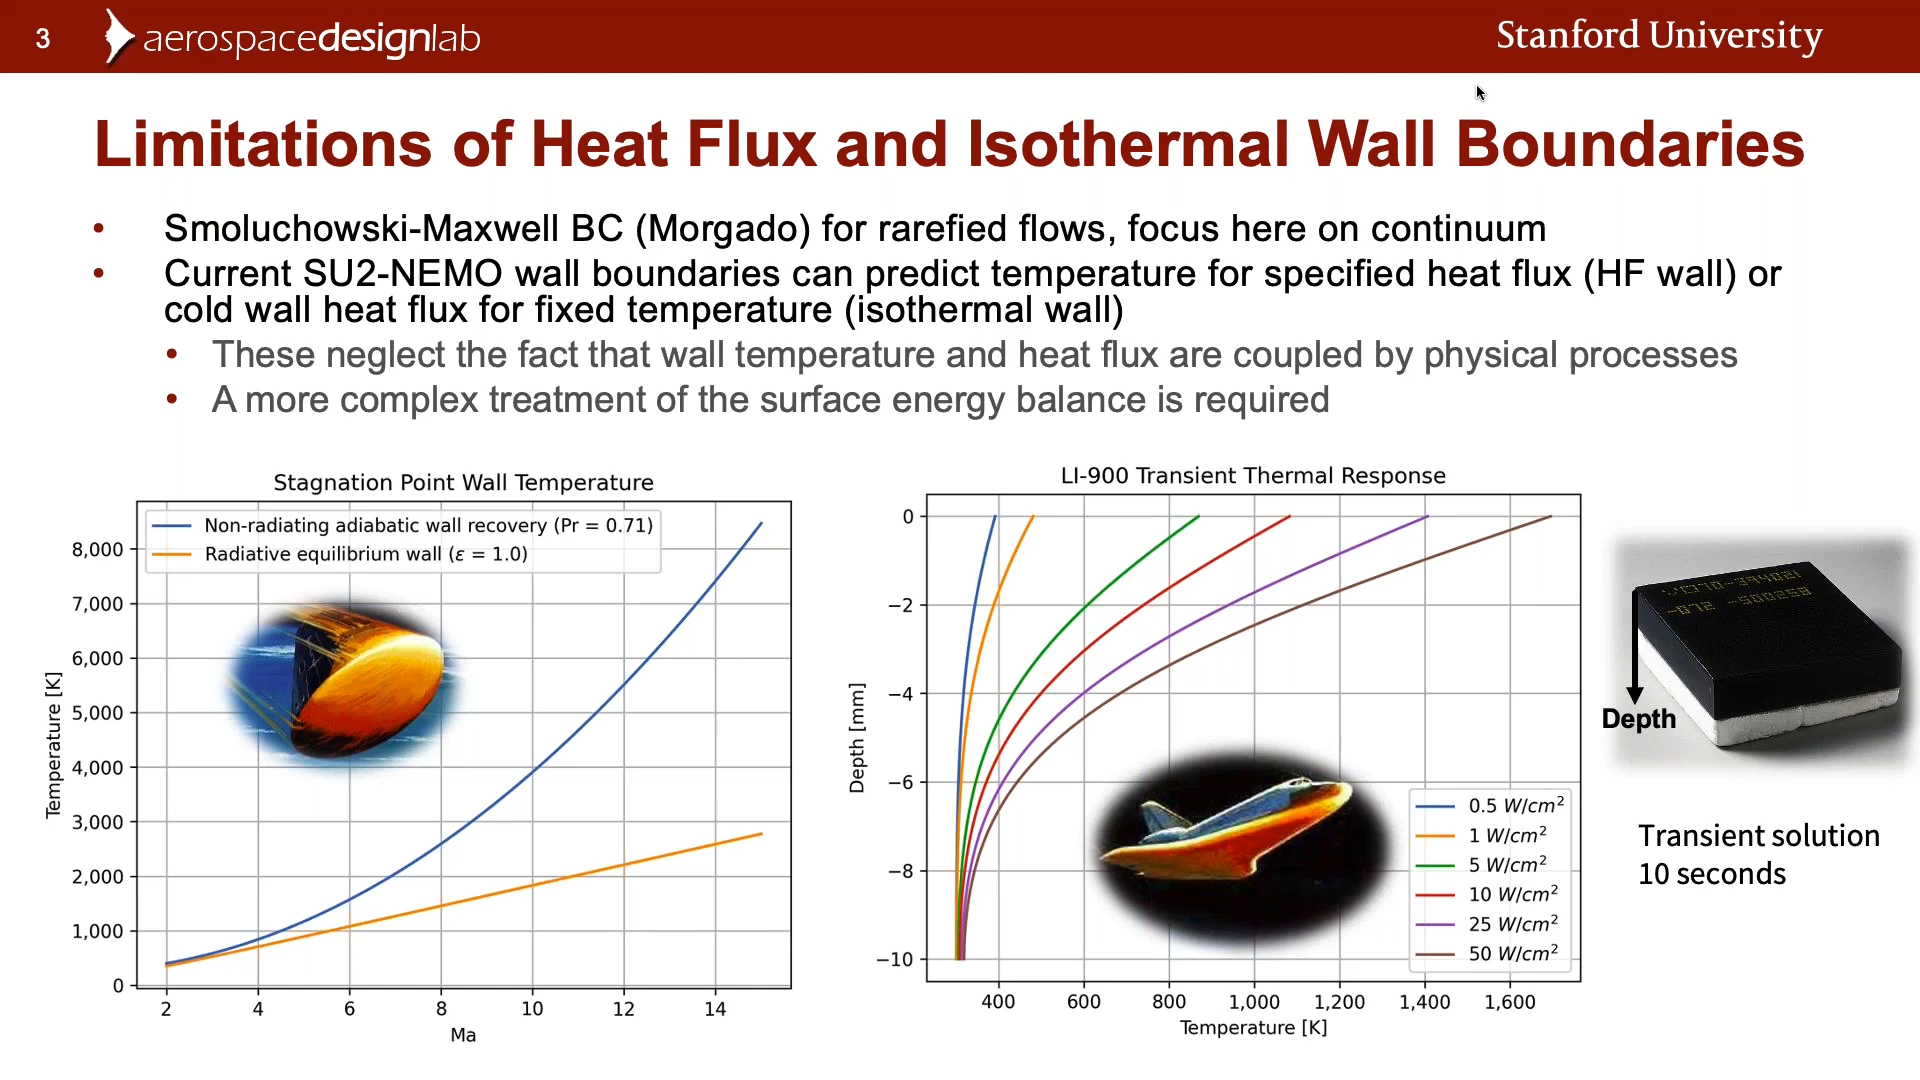 3
aerospacedesignlab
Stanford University
Limitations of Heat Flux and Isothermal Wall Boundaries
• Smoluchowski-Maxwell BC (Morgado) for rarefied flows, focus here on continuum
• Current SU2-NEMO wall boundaries can predict temperature for specified heat flux (HF wall) or
cold wall heat flux for fixed temperature (isothermal wall)
• These neglect the fact that wall temperature and heat flux are coupled by physical processes
• A more complex treatment of the surface energy balance is required
Stagnation Point Wall Temperature
Non-radiating adiabatic wall recovery (Pr = 0.71)
Radiative equilibrium wall (ε = 1.0)
Temperature [K]
8,000
7,000
6,000
5,000
4,000
3,000
2,000
1,000
0
2 4 6 8 10 12 14
Ma
LI-900 Transient Thermal Response
Depth [mm]
0
−2
−4
−6
−8
−10
0.5 W/cm²
1 W/cm²
5 W/cm²
10 W/cm²
25 W/cm²
50 W/cm²
400 600 800 1,000 1,200 1,400 1,600
Temperature [K]
Depth
Transient solution
10 seconds